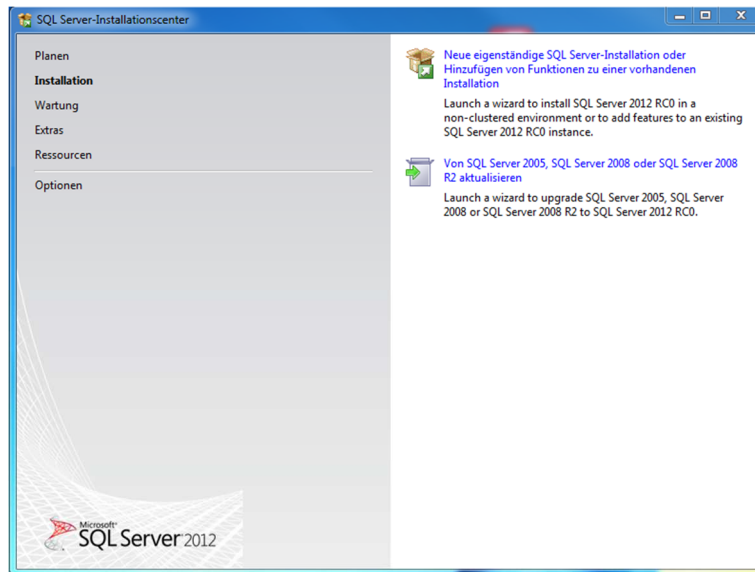 SQL Server-Installationscenter
Planen
Installation
Wartung
Extras
Ressourcen
Optionen
Neue eigenständige SQL Server-Installation oder
Hinzufügen von Funktionen zu einer vorhandenen
Installation
Launch a wizard to install SQL Server 2012 RC0 in a
non-clustered environment or to add features to an existing
SQL Server 2012 RC0 instance.
Von SQL Server 2005, SQL Server 2008 oder SQL Server 2008
R2 aktualisieren
Launch a wizard to upgrade SQL Server 2005, SQL Server
2008 or SQL Server 2008 R2 to SQL Server 2012 RC0.
Microsoft®
SQL Server 2012